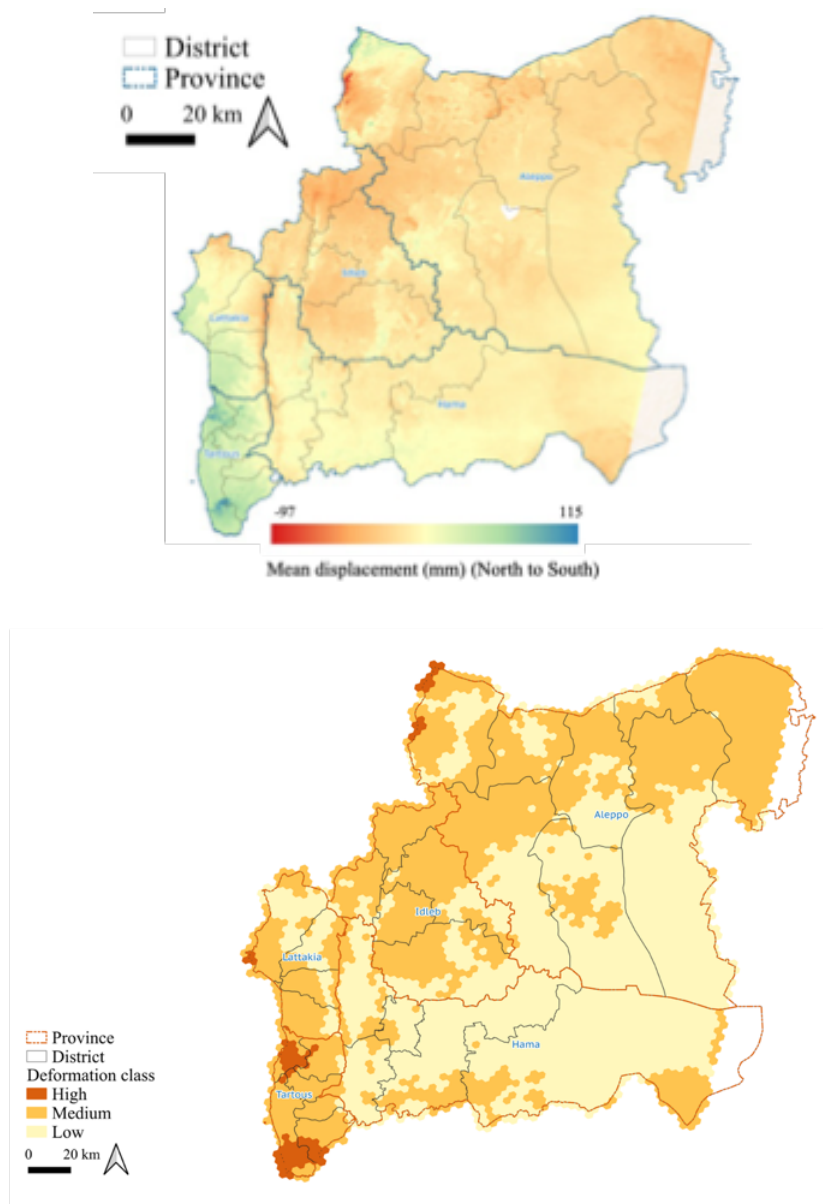 District
Province
0 20 km
Aleppo
Idleb
Lattakia
Hama
Tartous
-97 115
Mean displacement (mm) (North to South)
Aleppo
Idleb
Lattakia
Hama
Province
District
Deformation class
High
Tartous
Medium
Low
0 20 km